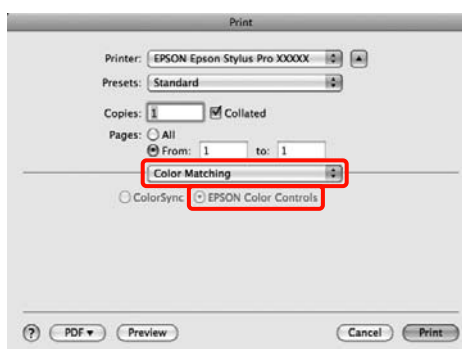 Print
Printer: EPSON Epson Stylus Pro XXXXX
Presets: Standard
Copies: 1 Collated
Pages: All
From: 1 to: 1
Color Matching
ColorSync EPSON Color Controls
? PDF Preview Cancel Print